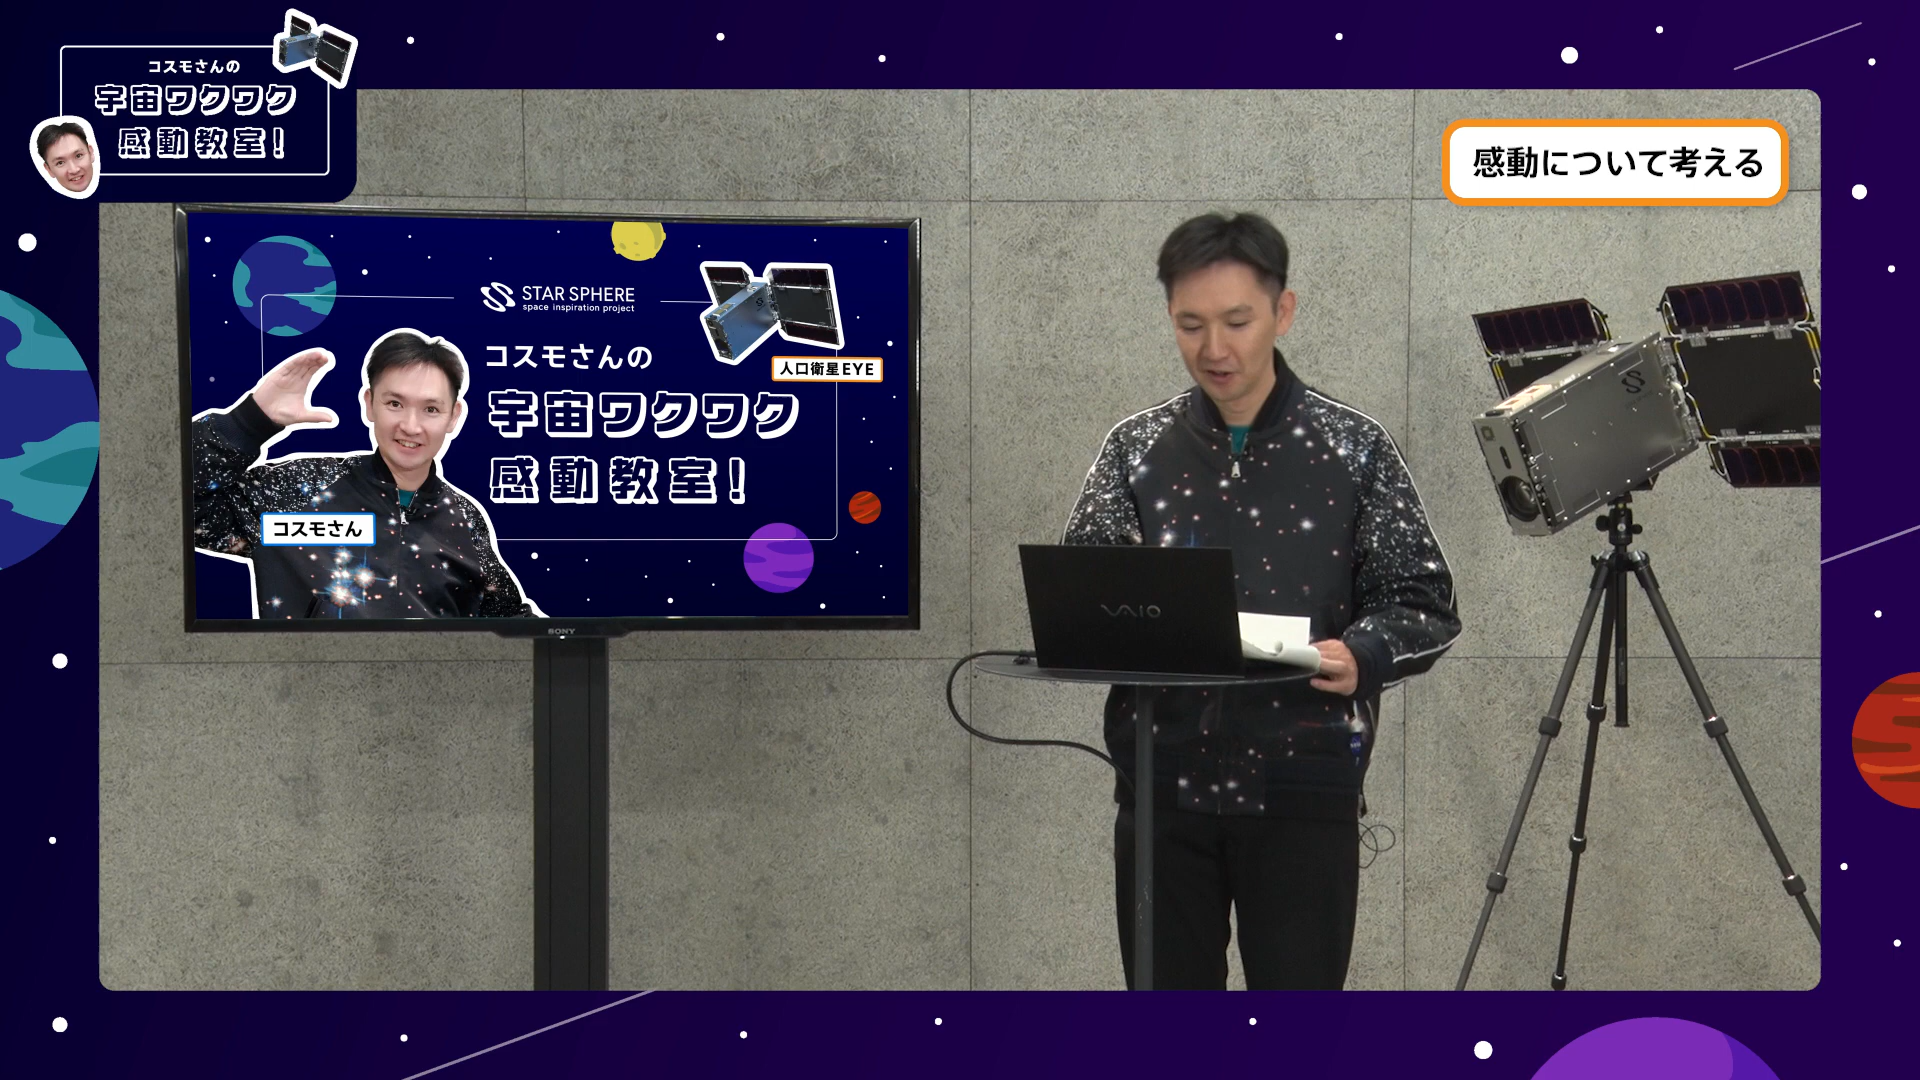 コスモさんの
宇宙ワクワク
感動教室！
感動について考える
STAR SPHERE
space inspiration project
人口衛星EYE
コスモさんの
宇宙ワクワク
感動教室！
コスモさん
SONY
VAIO